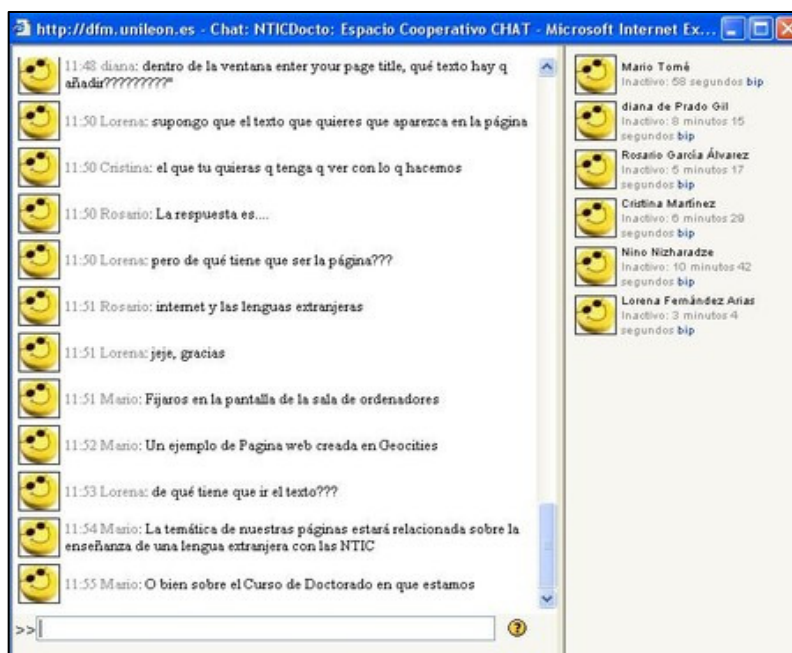 http://dfm.unileon.es - Chat: NTICDocto: Espacio Cooperativo CHAT - Microsoft Internet Ex...
11:48 diana: dentro de la ventana enter your page title, qué texto hay q
añadir?????????"
11:50 Lorena: supongo que el texto que quieres que aparezca en la página
11:50 Cristina: el que tu quieras q tenga q ver con lo q hacemos
11:50 Rosario: La respuesta es....
11:50 Lorena: pero de qué tiene que ser la página???
11:51 Rosario: internet y las lenguas extranjeras
11:51 Lorena: jeje, gracias
11:51 Mario: Fijaros en la pantalla de la sala de ordenadores
11:52 Mario: Un ejemplo de Pagina web creada en Geocities
11:53 Lorena: de qué tiene que ir el texto???
11:54 Mario: La temática de nuestras páginas estará relacionada sobre la
enseñanza de una lengua extranjera con las NTIC
11:55 Mario: O bien sobre el Curso de Doctorado en que estamos
>>
?
Mario Tomé
Inactivo: 58 segundos bip
diana de Prado Gil
Inactivo: 8 minutos 15
segundos bip
Rosario García Álvarez
Inactivo: 5 minutos 17
segundos bip
Cristina Martínez
Inactivo: 6 minutos 29
segundos bip
Nino Nizharadze
Inactivo: 10 minutos 42
segundos bip
Lorena Fernández Arias
Inactivo: 3 minutos 4
segundos bip